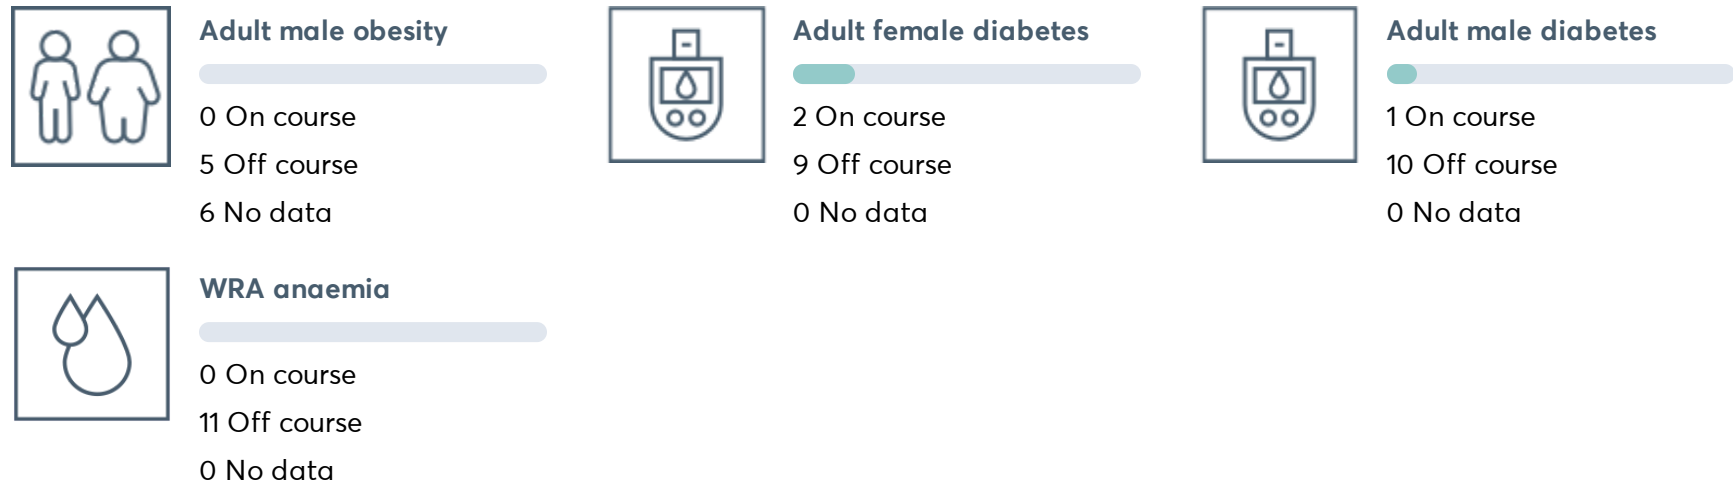 Adult male obesity
0 On course
5 Off course
6 No data
Adult female diabetes
2 On course
9 Off course
0 No data
Adult male diabetes
1 On course
10 Off course
0 No data
WRA anaemia
0 On course
11 Off course
0 No data